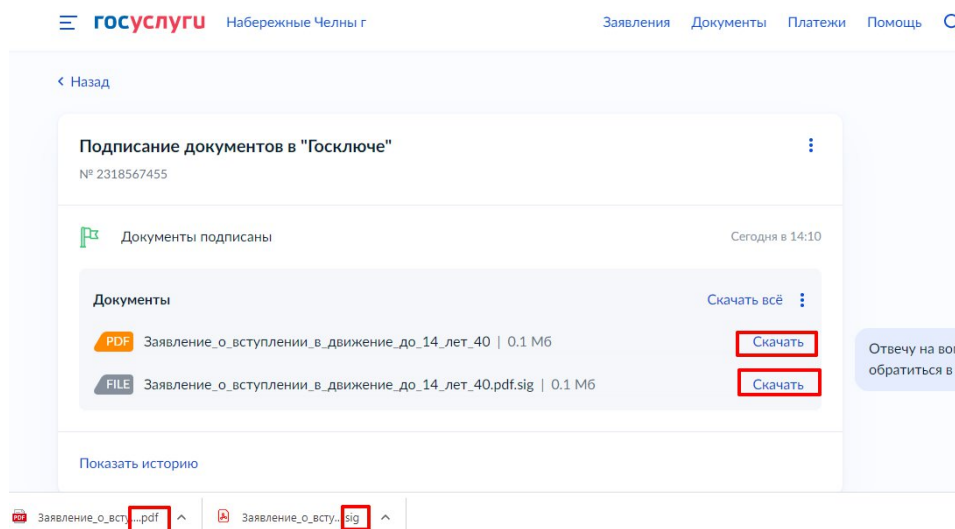 госуслуги Набережные Челны г Заявления Документы Платежи Помощь
Назад
Подписание документов в "Госключе"
№ 2318567455
Документы подписаны Сегодня в 14:10
Документы Скачать всё
PDF Заявление_о_вступлении_в_движение_до_14_лет_40 | 0.1 Мб Скачать
FILE Заявление_о_вступлении_в_движение_до_14_лет_40.pdf.sig | 0.1 Мб Скачать
Отвечу на во
обратиться в
Показать историю
PDF Заявление_о_всту....pdf Заявление_о_всту...sig